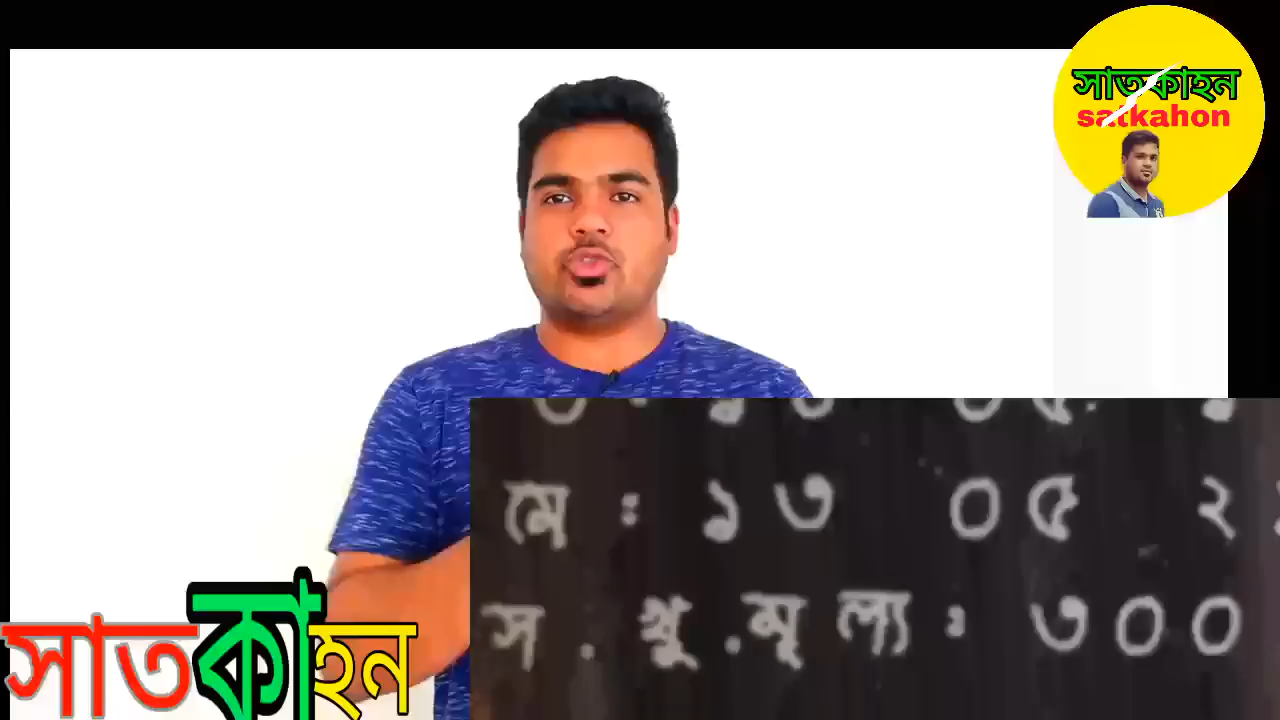 সাতকাহন
satkahon
মে : ১৩ ০৫ ২
স . খু . মূল্য : ৩০০
সাতকাহন